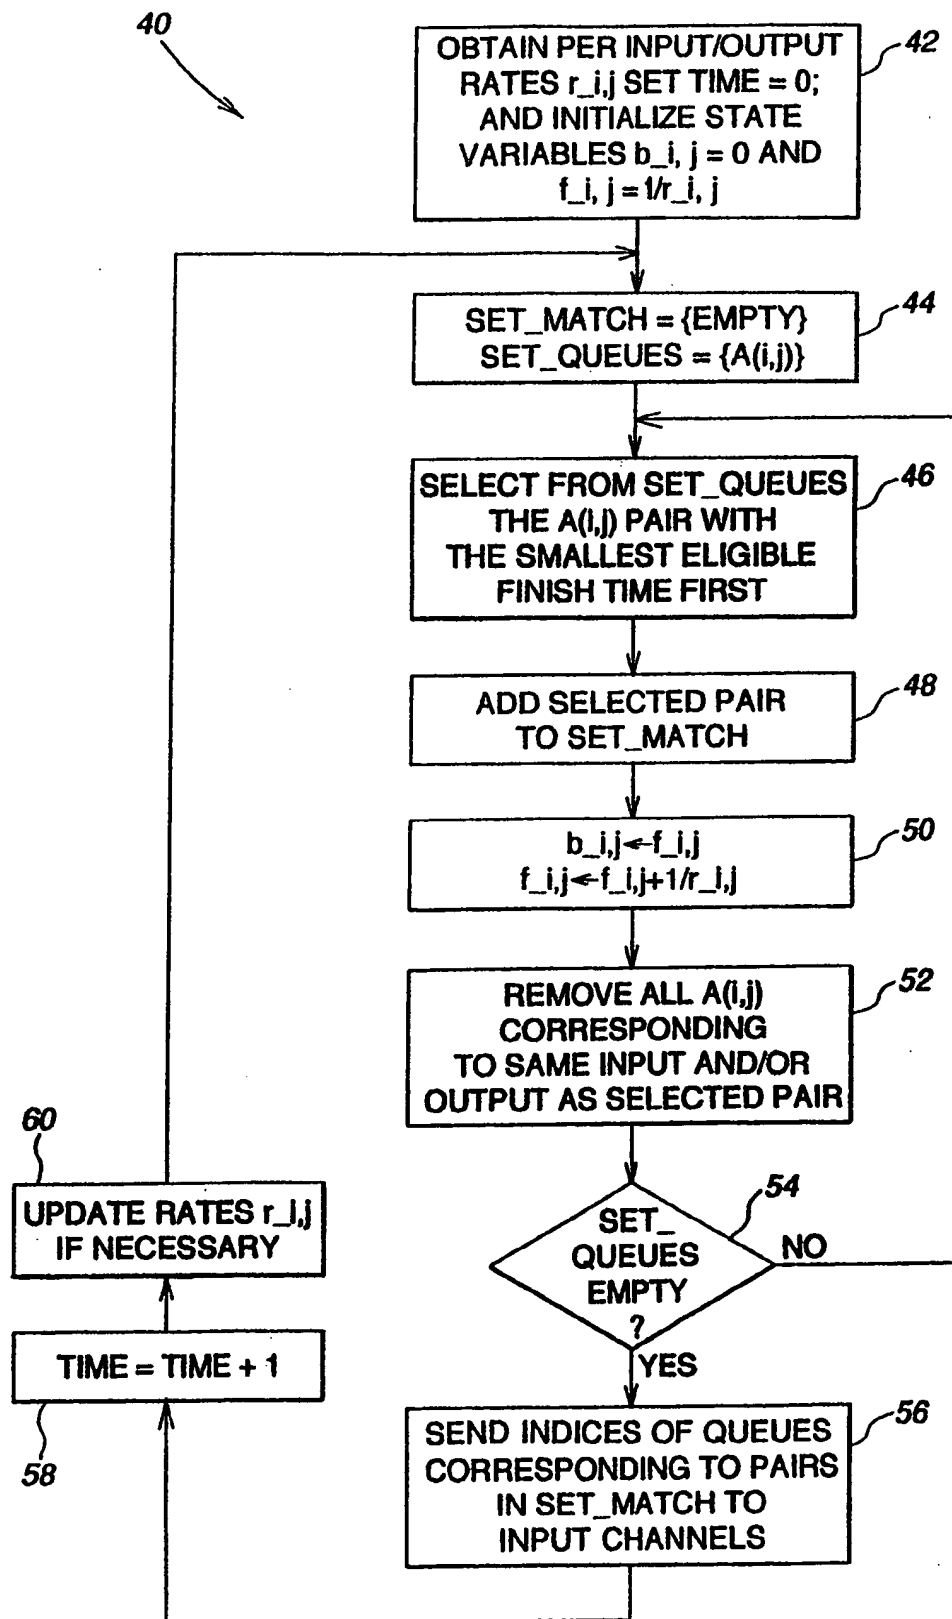 40
OBTAIN PER INPUT/OUTPUT
RATES r_i,j SET TIME = 0;
AND INITIALIZE STATE
VARIABLES b_i, j = 0 AND
f_i, j = 1/r_i, j
42
SET_MATCH = {EMPTY}
SET_QUEUES = {A(i,j)}
44
SELECT FROM SET_QUEUES
THE A(i,j) PAIR WITH
THE SMALLEST ELIGIBLE
FINISH TIME FIRST
46
ADD SELECTED PAIR
TO SET_MATCH
48
b_i,j←f_i,j
f_i,j←f_i,j+1/r_i,j
50
REMOVE ALL A(i,j)
CORRESPONDING
TO SAME INPUT AND/OR
OUTPUT AS SELECTED PAIR
52
SET_
QUEUES
EMPTY
?
54
NO
YES
SEND INDICES OF QUEUES
CORRESPONDING TO PAIRS
IN SET_MATCH TO
INPUT CHANNELS
56
TIME = TIME + 1
58
UPDATE RATES r_i,j
IF NECESSARY
60